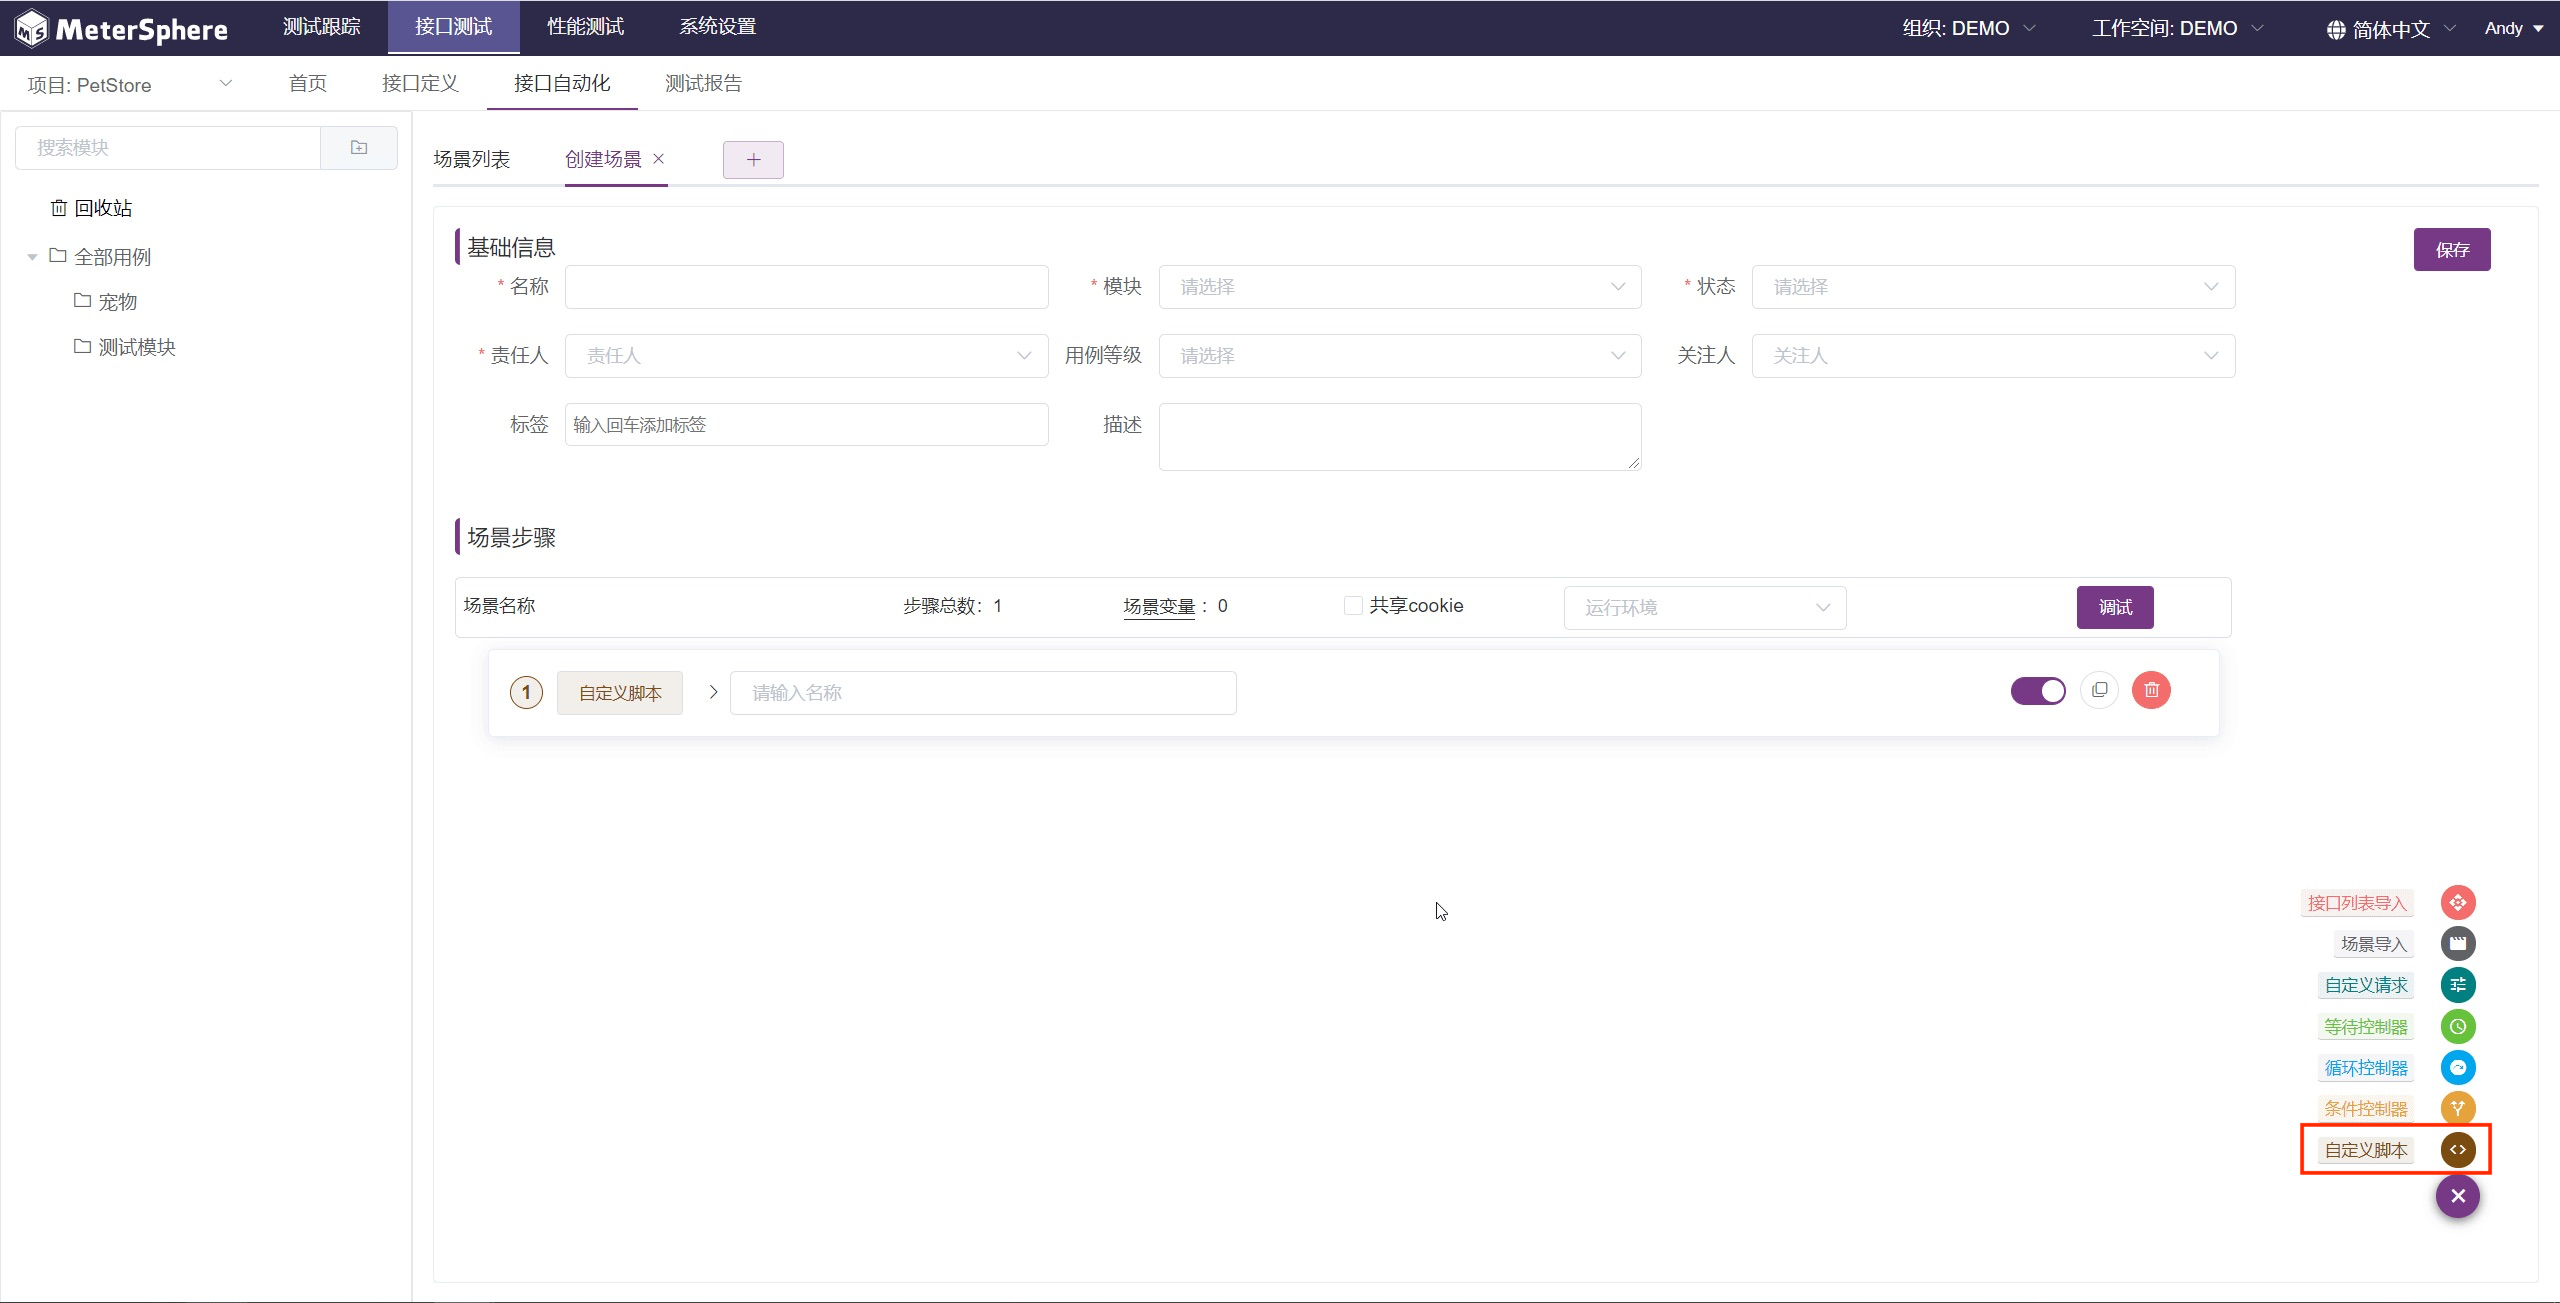 MeterSphere 测试跟踪 接口测试 性能测试 系统设置 组织: DEMO 工作空间: DEMO 简体中文 Andy
项目: PetStore 首页 接口定义 接口自动化 测试报告
搜索模块
回收站
全部用例
宠物
测试模块
场景列表 创建场景
基础信息 保存
* 名称 * 模块 请选择 * 状态 请选择
* 责任人 责任人 用例等级 请选择 关注人 关注人
标签 输入回车添加标签 描述
场景步骤
场景名称 步骤总数：1 场景变量：0 共享cookie 运行环境 调试
1 自定义脚本 请输入名称
接口列表导入
场景导入
自定义请求
等待控制器
循环控制器
条件控制器
自定义脚本